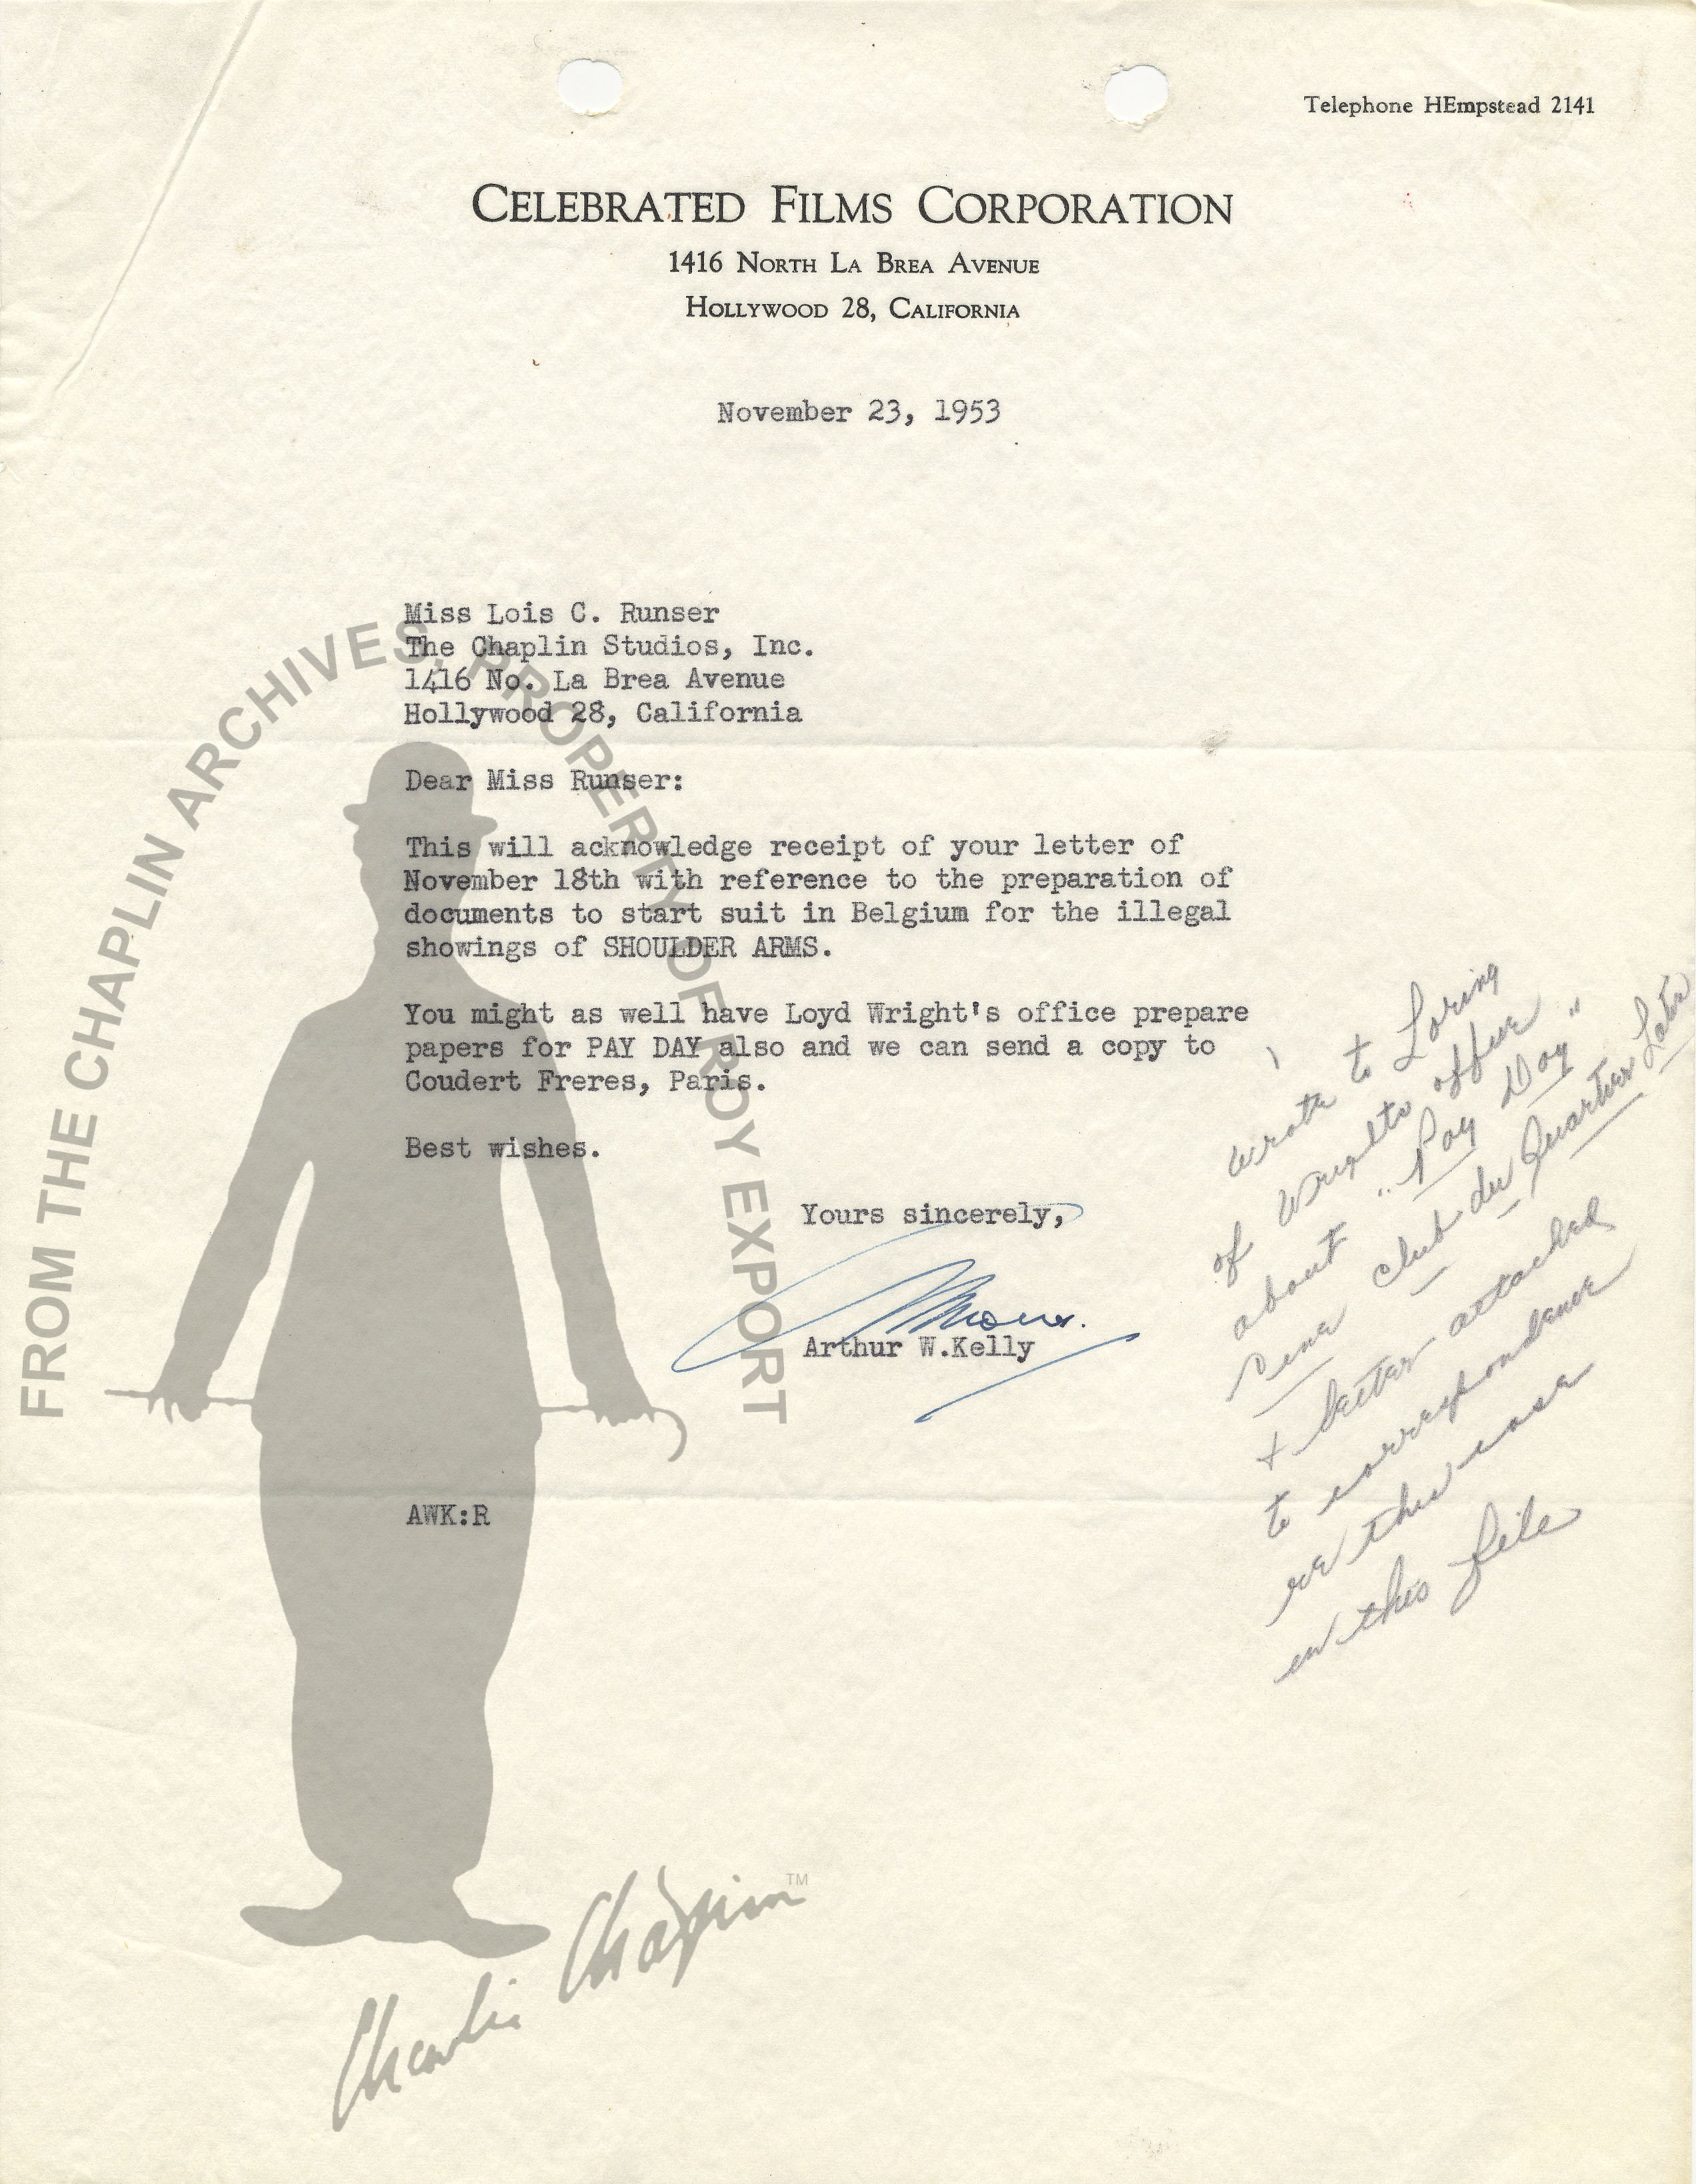 Telephone HEmpstead 2141
CELEBRATED FILMS CORPORATION
1416 NORTH LA BREA AVENUE
HOLLYWOOD 28, CALIFORNIA
November 23, 1953
Miss Lois C. Runser
The Chaplin Studios, Inc.
1416 No. La Brea Avenue
Hollywood 28, California
Dear Miss Runser:
This will acknowledge receipt of your letter of
November 18th with reference to the preparation of
documents to start suit in Belgium for the illegal
showings of SHOULDER ARMS.
You might as well have Loyd Wright's office prepare
papers for PAY DAY also and we can send a copy to
Coudert Freres, Paris.
Best wishes.
Yours sincerely,
Arthur W.Kelly
AWK:R
wrote to Loring
of Wright's office
about "Pay Day"
Cine Club du Quartier Latin
+ letter attached
to correspondence
re this case
in this file
FROM THE CHAPLIN ARCHIVES, PROPERTY OF ROY EXPORT
Charlie Chaplin TM